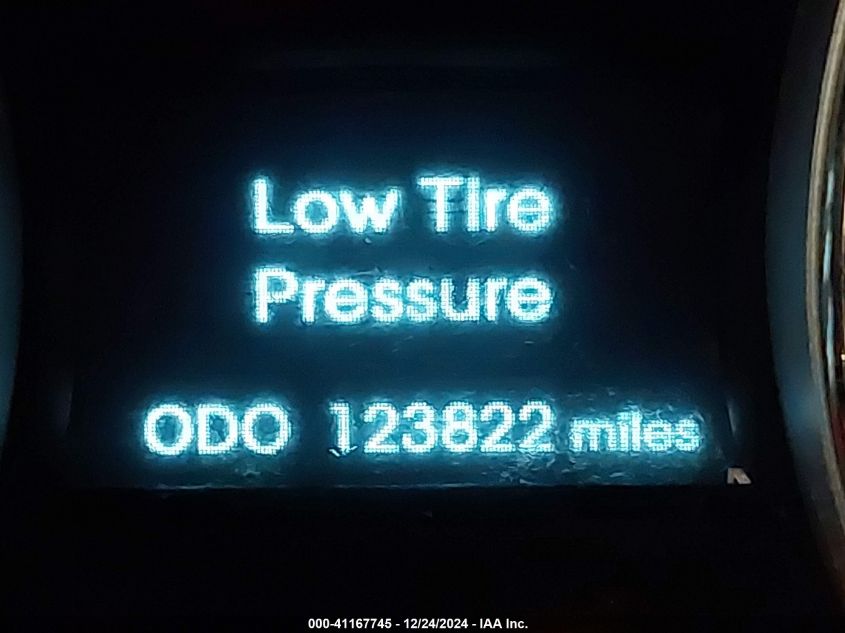 Low Tire
Pressure
ODO 123822 miles
000-41167745 - 12/24/2024 - IAA Inc.